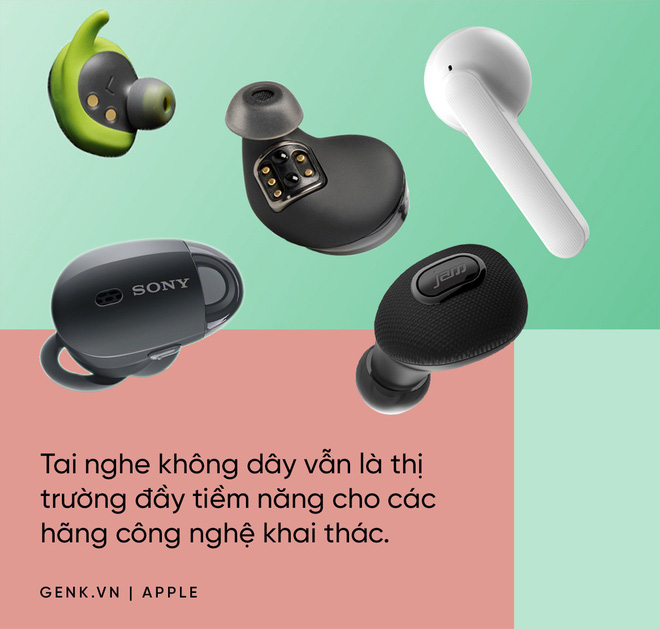 SONY
jam
Tai nghe không dây vẫn là thị
trường đầy tiềm năng cho các
hãng công nghệ khai thác.
GENK.VN | APPLE